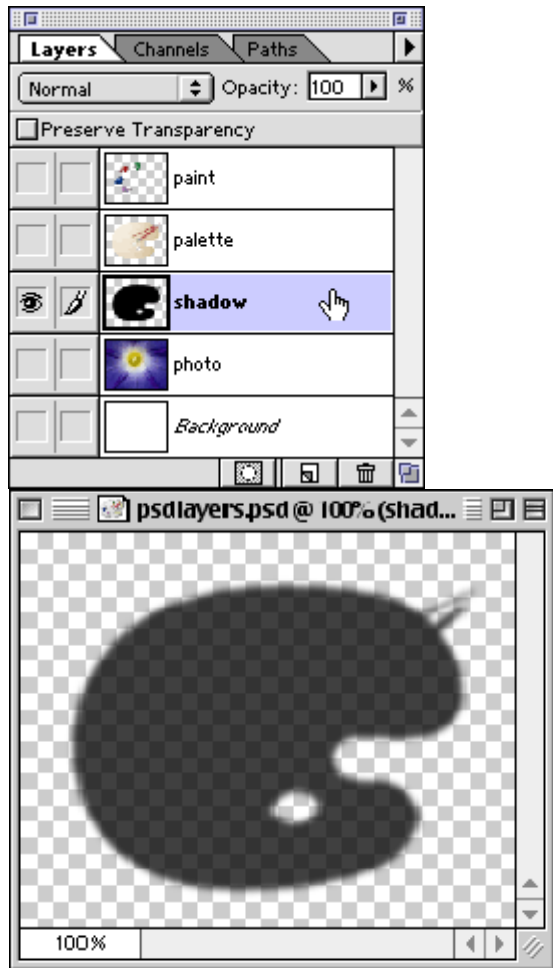 Layers Channels Paths
Normal Opacity: 100 %
Preserve Transparency
paint
palette
shadow
photo
Background
psdlayers.psd @ 100% (shad...
100%